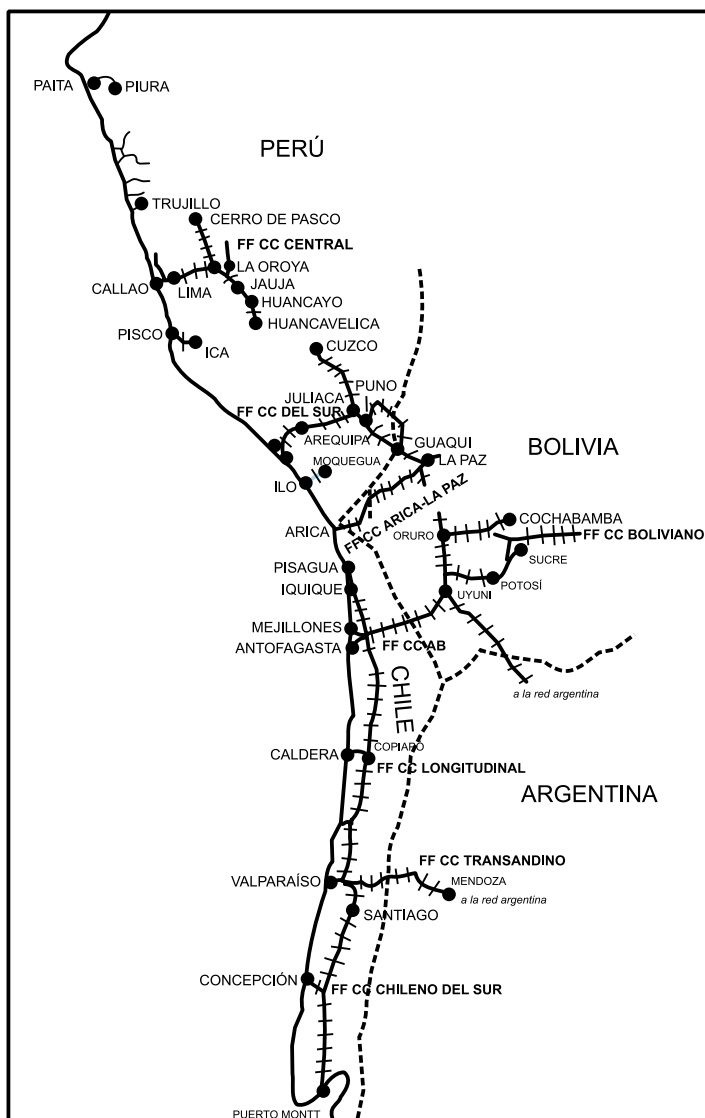 PAITA
PIURA
PERÚ
TRUJILLO
CERRO DE PASCO
FF CC CENTRAL
LA OROYA
CALLAO
LIMA
JAUJA
HUANCAYO
PISCO
HUANCAVELICA
ICA
CUZCO
PUNO
JULIACA
FF CC DEL SUR
AREQUIPA
GUAQUI
BOLIVIA
MOQUEGUA
LA PAZ
ILO
FF CC ARICA-LA PAZ
COCHABAMBA
ARICA
ORURO
FF CC BOLIVIANO
SUCRE
PISAGUA
POTOSÍ
IQUIQUE
UYUNI
MEJILLONES
FF CC AB
ANTOFAGASTA
CHILE
a la red argentina
COPIAPÓ
CALDERA
FF CC LONGITUDINAL
ARGENTINA
FF CC TRANSANDINO
VALPARAÍSO
MENDOZA
a la red argentina
SANTIAGO
CONCEPCIÓN
FF CC CHILENO DEL SUR
PUERTO MONTT